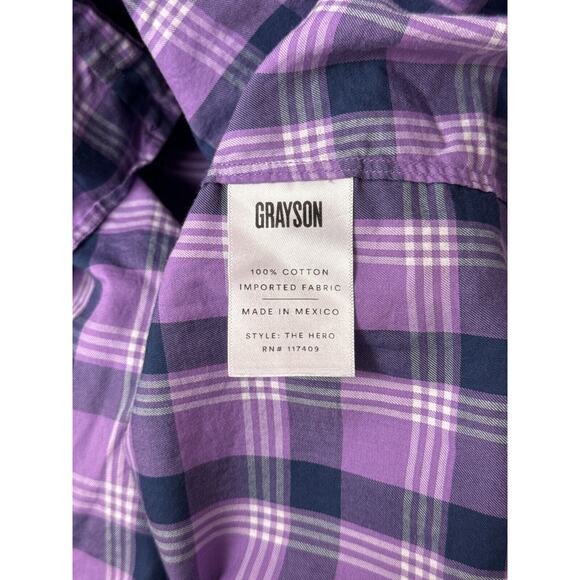 GRAYSON
100% COTTON
IMPORTED FABRIC
MADE IN MEXICO
STYLE: THE HERO
RN# 117409